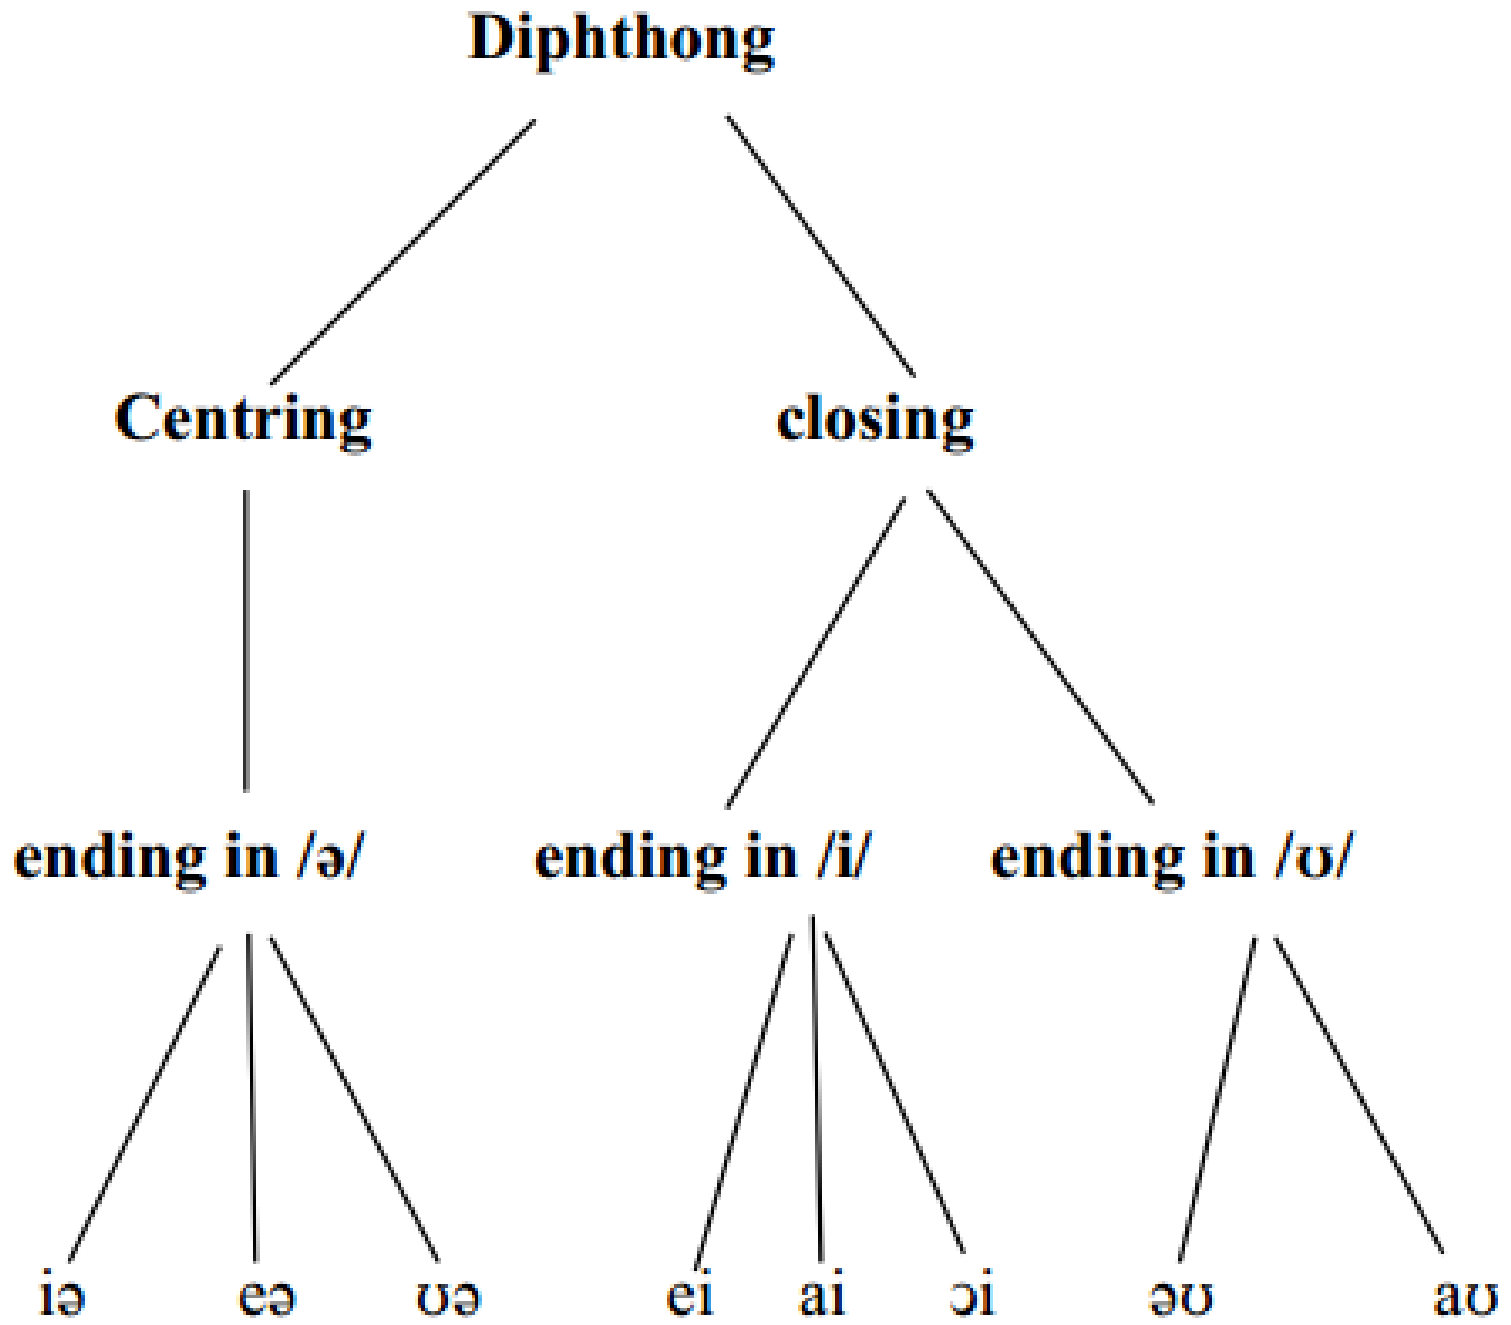 Diphthong
Centring closing
ending in /ə/ ending in /i/ ending in /ʊ/
iə eə ʊə ei ai ɔi əʊ aʊ